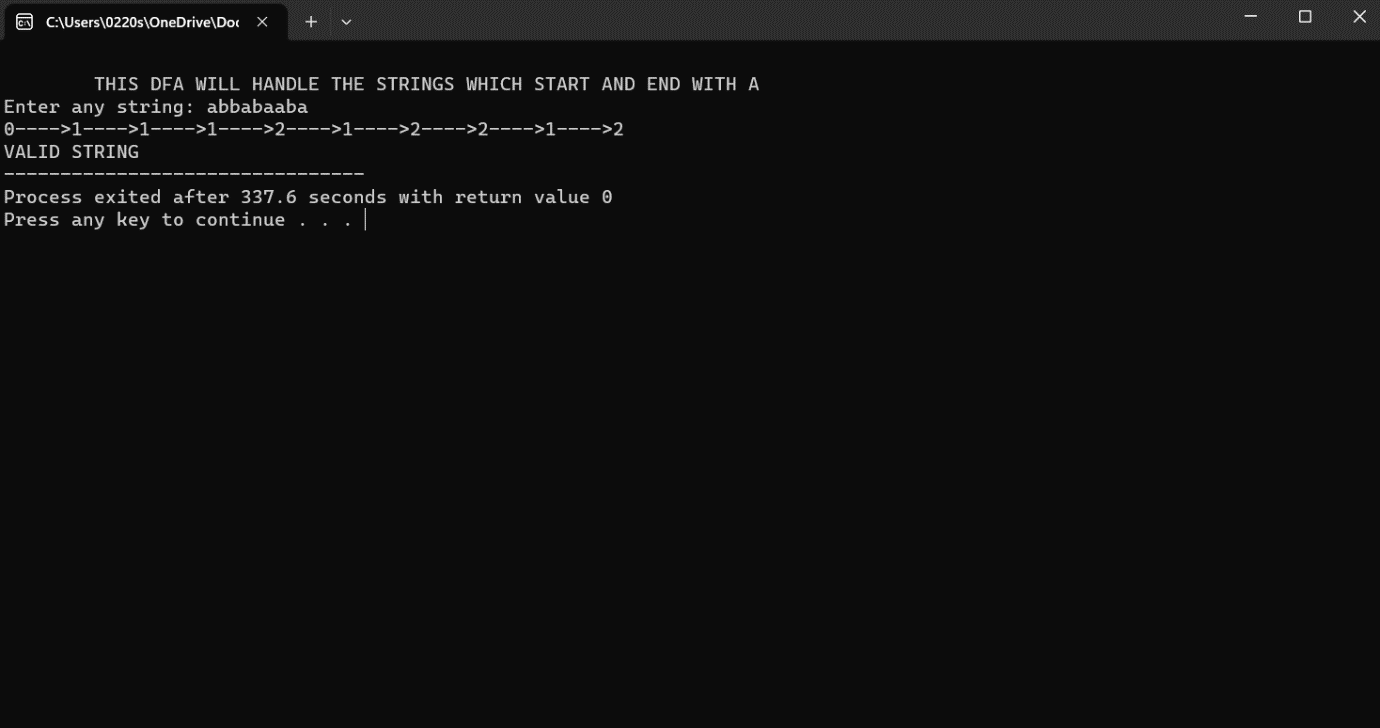 C:\Users\0220s\OneDrive\Doc
THIS DFA WILL HANDLE THE STRINGS WHICH START AND END WITH A
Enter any string: abbabaaba
0---->1---->1---->1---->2---->1---->2---->2---->1---->2
VALID STRING
--------------------------------
Process exited after 337.6 seconds with return value 0
Press any key to continue . . .